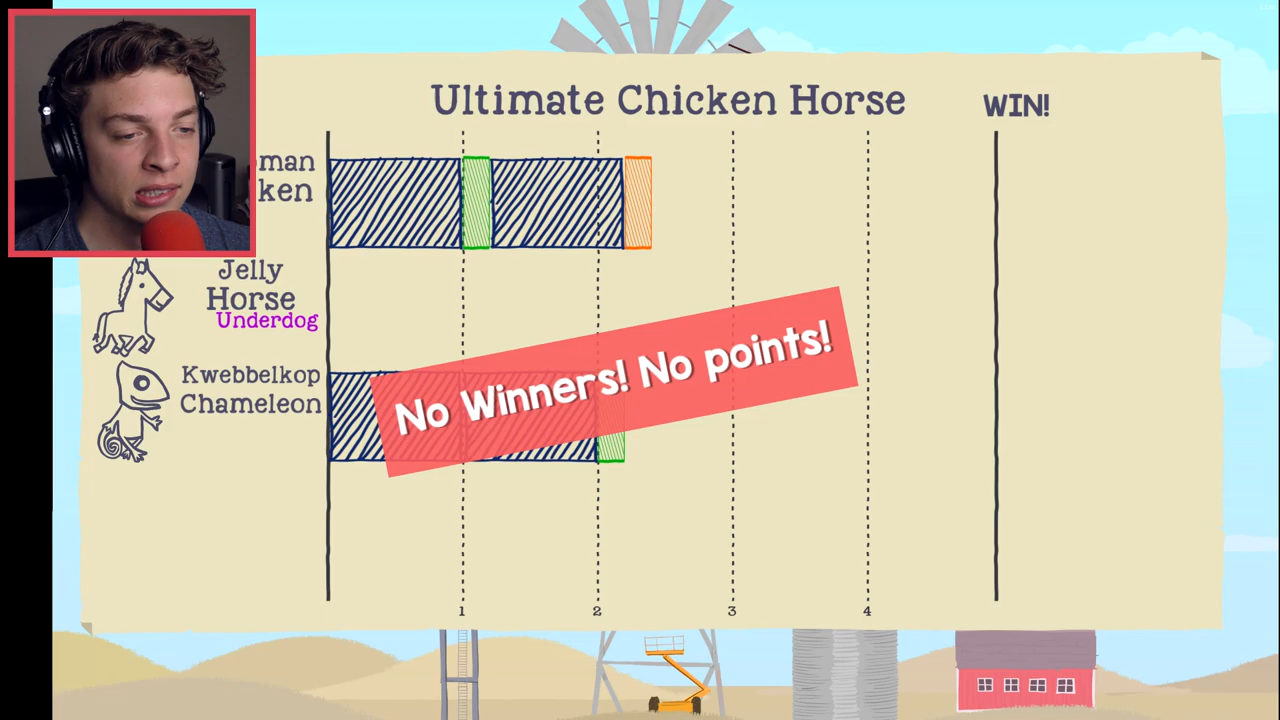 Ultimate Chicken Horse
WIN!
man
ken
Jelly
Horse
Underdog
No Winners! No points!
Kwebbelkop
Chameleon
1 2 3 4